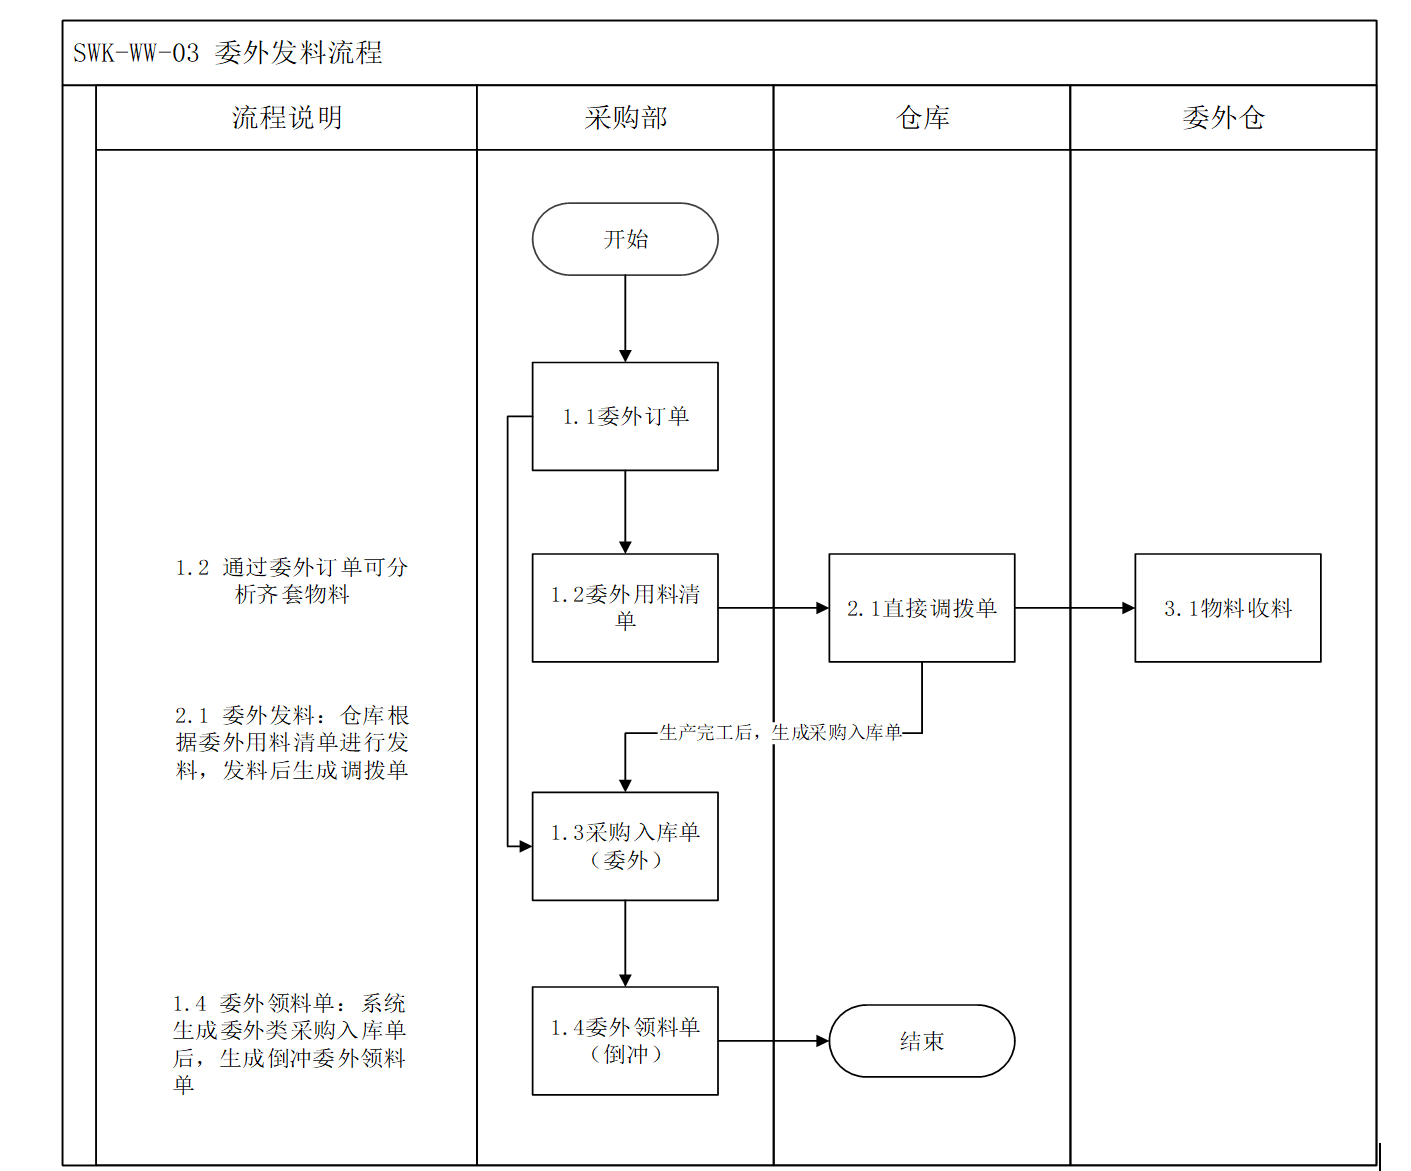 SWK-WW-03 委外发料流程
流程说明
采购部
仓库
委外仓
开始
1.1委外订单
1.2 通过委外订单可分
析齐套物料
1.2委外用料清
单
2.1直接调拨单
3.1物料收料
2.1 委外发料：仓库根
据委外用料清单进行发
料，发料后生成调拨单
生产完工后，生成采购入库单
1.3采购入库单
（委外）
1.4 委外领料单：系统
生成委外类采购入库单
后，生成倒冲委外领料
单
1.4委外领料单
（倒冲）
结束